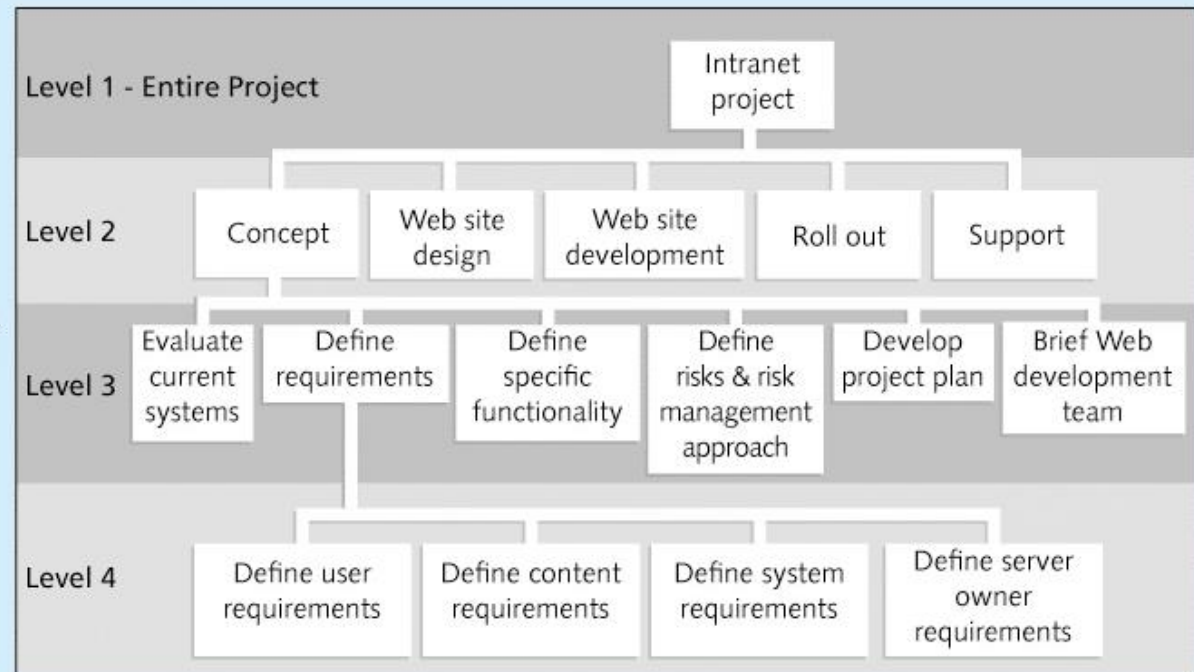 Level 1 - Entire Project
Intranet
project
Level 2
Concept
Web site
design
Web site
development
Roll out
Support
Level 3
Evaluate
current
systems
Define
requirements
Define
specific
functionality
Define
risks & risk
management
approach
Develop
project plan
Brief Web
development
team
Level 4
Define user
requirements
Define content
requirements
Define system
requirements
Define server
owner
requirements